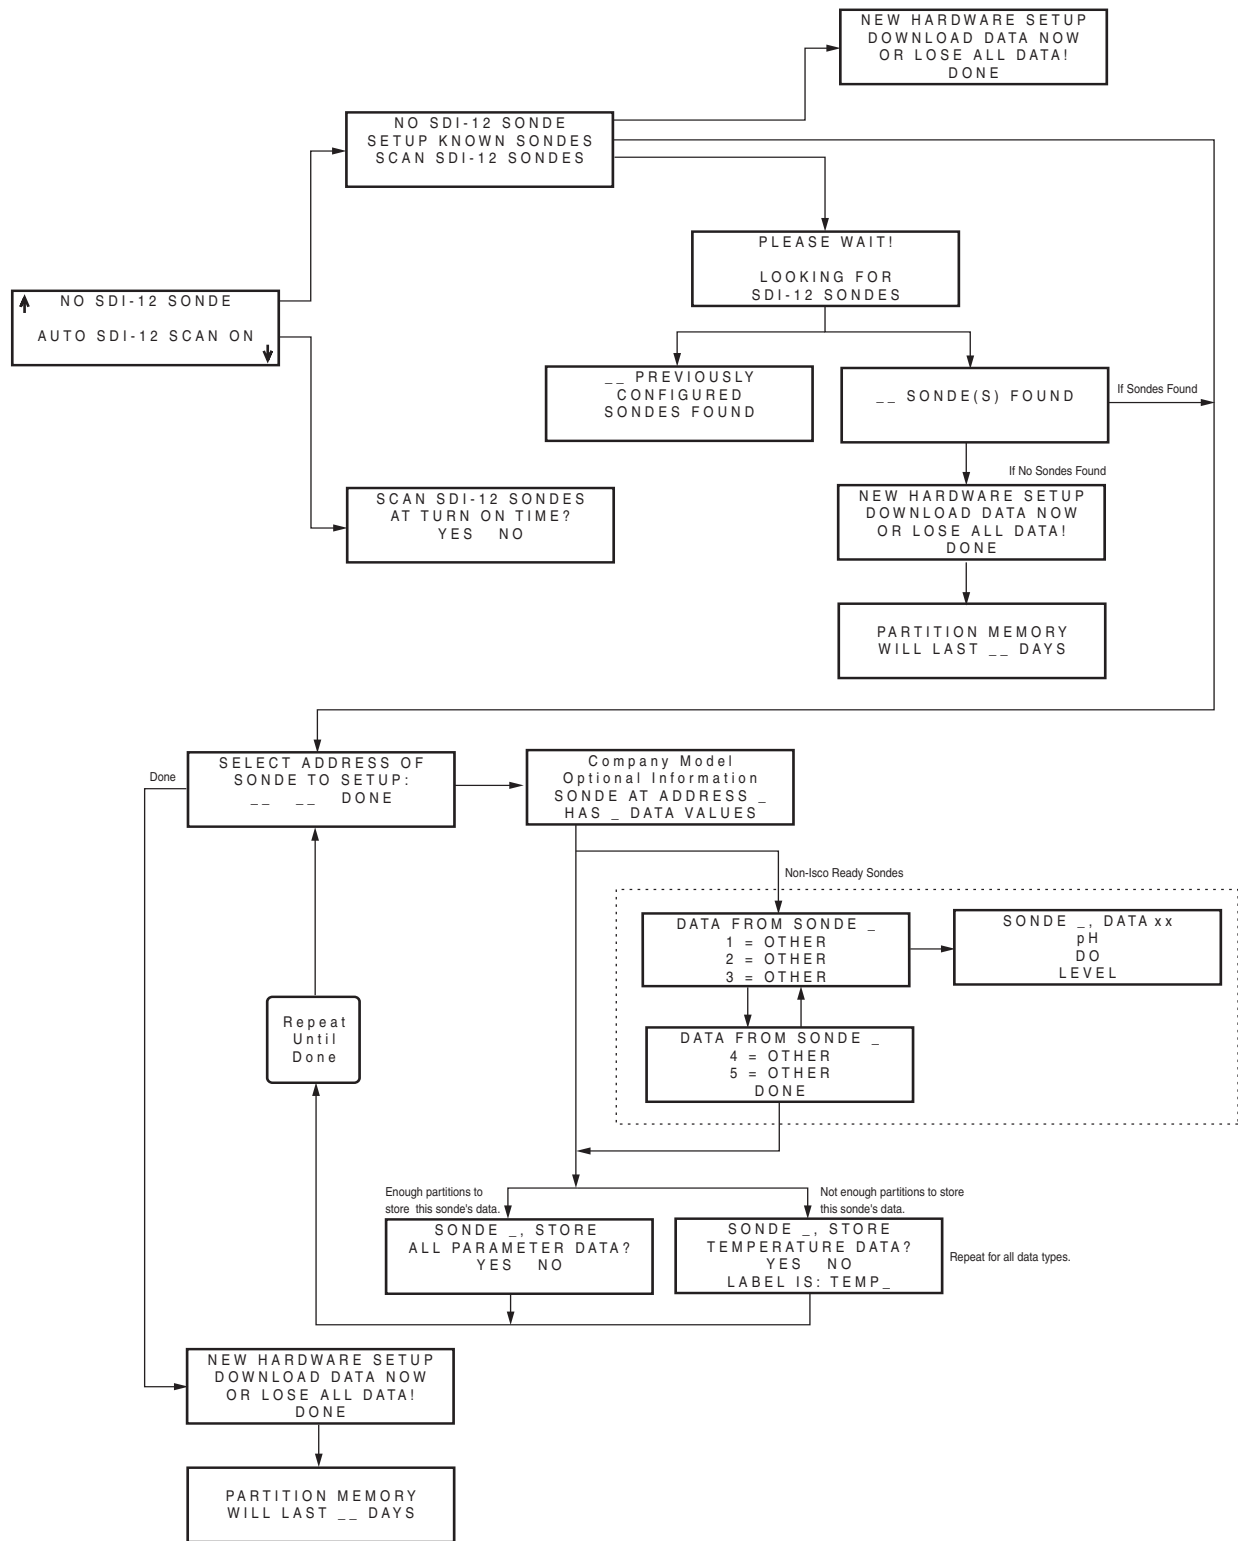 NEW HARDWARE SETUP
DOWNLOAD DATA NOW
OR LOSE ALL DATA!
DONE
NO SDI-12 SONDE
SETUP KNOWN SONDES
SCAN SDI-12 SONDES
PLEASE WAIT!
LOOKING FOR
SDI-12 SONDES
NO SDI-12 SONDE
AUTO SDI-12 SCAN ON
__ PREVIOUSLY
CONFIGURED
SONDES FOUND
__ SONDE(S) FOUND
If Sondes Found
If No Sondes Found
SCAN SDI-12 SONDES
AT TURN ON TIME?
YES NO
NEW HARDWARE SETUP
DOWNLOAD DATA NOW
OR LOSE ALL DATA!
DONE
PARTITION MEMORY
WILL LAST __ DAYS
Done
SELECT ADDRESS OF
SONDE TO SETUP:
__ __ DONE
Company Model
Optional Information
SONDE AT ADDRESS _
HAS _ DATA VALUES
Non-Isco Ready Sondes
DATA FROM SONDE _
1 = OTHER
2 = OTHER
3 = OTHER
SONDE _, DATA xx
pH
DO
LEVEL
Repeat
Until
Done
DATA FROM SONDE _
4 = OTHER
5 = OTHER
DONE
Enough partitions to
store this sonde's data.
Not enough partitions to store
this sonde's data.
SONDE _, STORE
ALL PARAMETER DATA?
YES NO
SONDE _, STORE
TEMPERATURE DATA?
YES NO
LABEL IS: TEMP_
Repeat for all data types.
NEW HARDWARE SETUP
DOWNLOAD DATA NOW
OR LOSE ALL DATA!
DONE
PARTITION MEMORY
WILL LAST __ DAYS